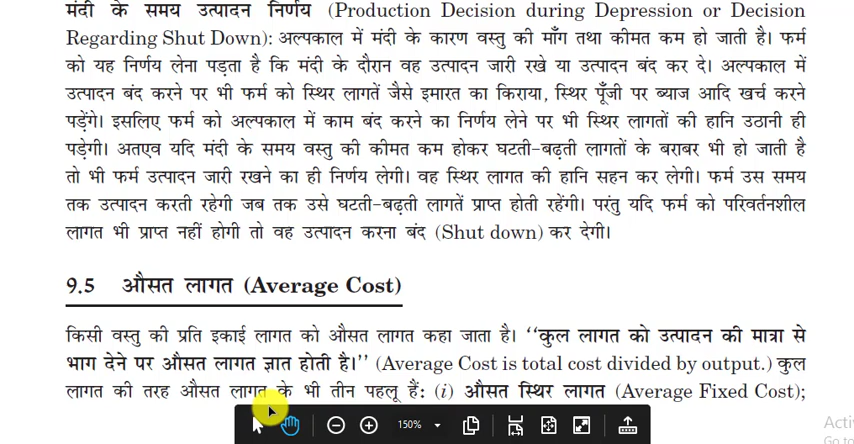 मंदी के समय उत्पादन निर्णय (Production Decision during Depression or Decision
Regarding Shut Down): अल्पकाल में मंदी के कारण वस्तु की माँग तथा कीमत कम हो जाती है। फर्म
को यह निर्णय लेना पड़ता है कि मंदी के दौरान वह उत्पादन जारी रखे या उत्पादन बंद कर दे। अल्पकाल में
उत्पादन बंद करने पर भी फर्म को स्थिर लागतें जैसे इमारत का किराया, स्थिर पूँजी पर ब्याज आदि खर्च करने
पड़ेंगे। इसलिए फर्म को अल्पकाल में काम बंद करने का निर्णय लेने पर भी स्थिर लागतों की हानि उठानी ही
पड़ेगी। अतएव यदि मंदी के समय वस्तु की कीमत कम होकर घटती-बढ़ती लागतों के बराबर भी हो जाती है
तो भी फर्म उत्पादन जारी रखने का ही निर्णय लेगी। वह स्थिर लागत की हानि सहन कर लेगी। फर्म उस समय
तक उत्पादन करती रहेगी जब तक उसे घटती-बढ़ती लागतें प्राप्त होती रहेंगी। परंतु यदि फर्म को परिवर्तनशील
लागत भी प्राप्त नहीं होगी तो वह उत्पादन करना बंद (Shut down) कर देगी।
9.5 औसत लागत (Average Cost)
किसी वस्तु की प्रति इकाई लागत को औसत लागत कहा जाता है। ''कुल लागत को उत्पादन की मात्रा से
भाग देने पर औसत लागत ज्ञात होती है।'' (Average Cost is total cost divided by output.) कुल
लागत की तरह औसत लागत के भी तीन पहलू हैं: (i) औसत स्थिर लागत (Average Fixed Cost);
150%
Acti
Go to